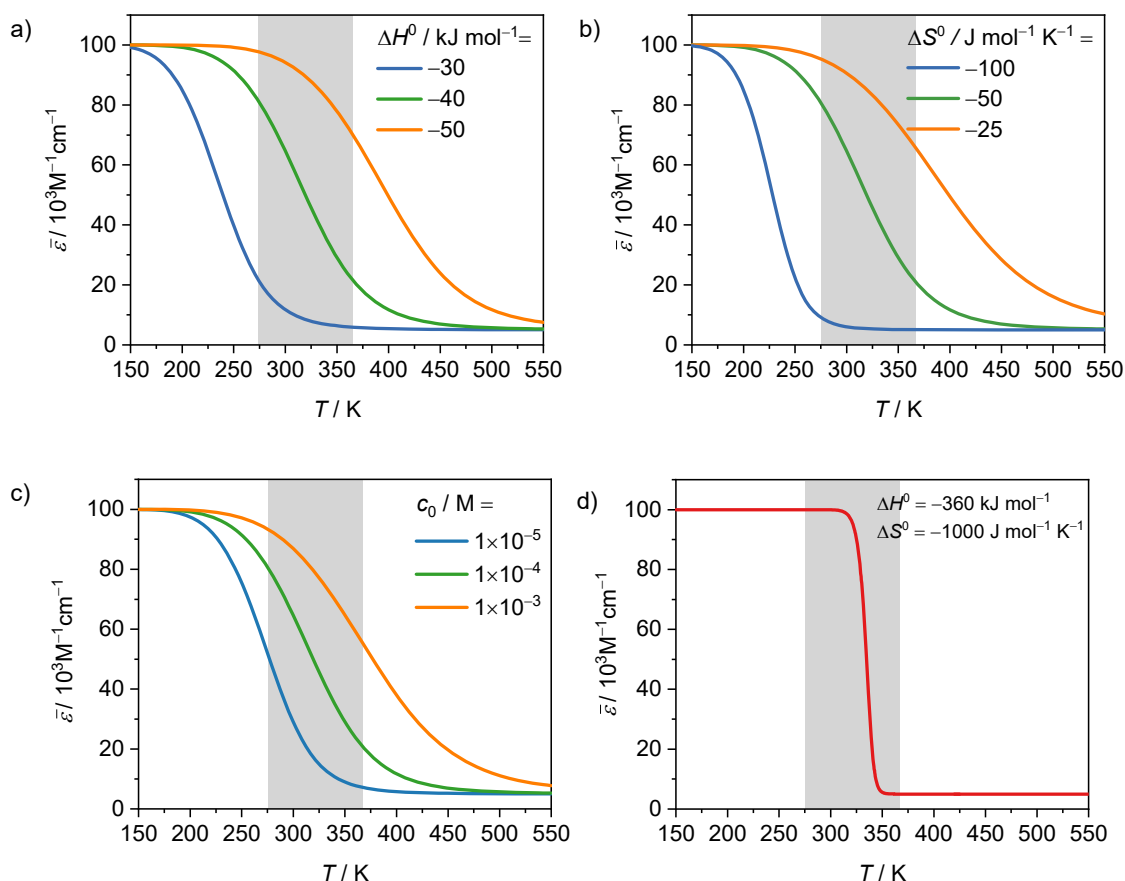 a)
ΔH⁰ / kJ mol⁻¹=
−30
−40
−50
100
80
60
40
20
0
ε̄ / 10³M⁻¹cm⁻¹
150 200 250 300 350 400 450 500 550
T / K
b)
ΔS⁰ / J mol⁻¹ K⁻¹ =
−100
−50
−25
100
80
60
40
20
0
ε̄ / 10³M⁻¹cm⁻¹
150 200 250 300 350 400 450 500 550
T / K
c)
c₀ / M =
1×10⁻⁵
1×10⁻⁴
1×10⁻³
100
80
60
40
20
0
ε̄ / 10³M⁻¹cm⁻¹
150 200 250 300 350 400 450 500 550
T / K
d)
ΔH⁰ = −360 kJ mol⁻¹
ΔS⁰ = −1000 J mol⁻¹ K⁻¹
100
80
60
40
20
0
ε̄ / 10³M⁻¹cm⁻¹
150 200 250 300 350 400 450 500 550
T / K